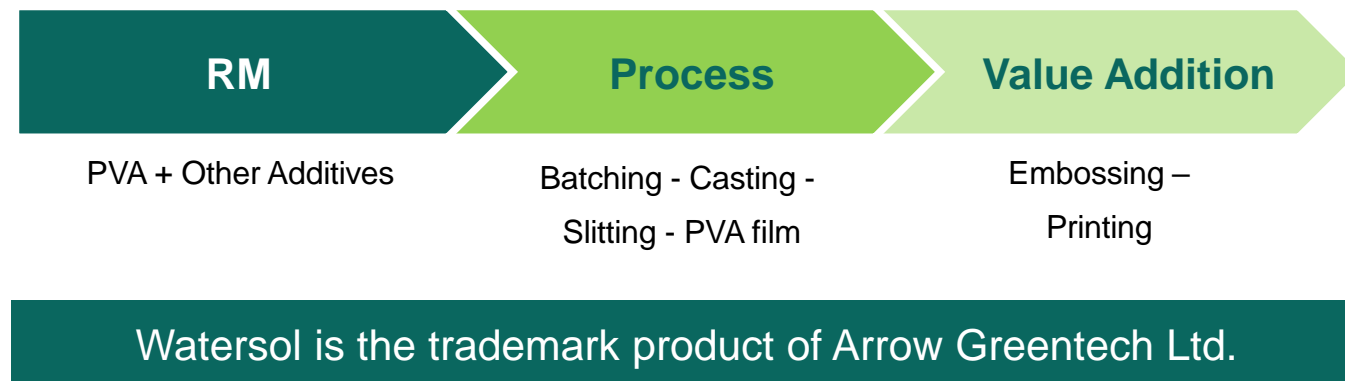 RM
Process
Value Addition
PVA + Other Additives
Batching - Casting -
Slitting - PVA film
Embossing –
Printing
Watersol is the trademark product of Arrow Greentech Ltd.